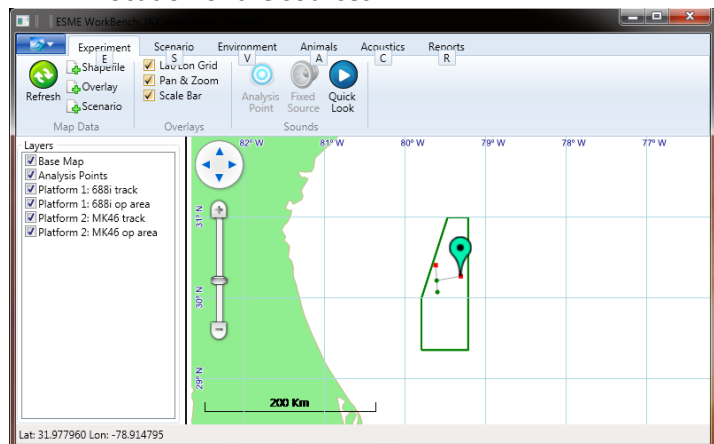 ESME WorkBench: JAX
Experiment Scenario Environment Animals Acoustics Reports
E S V A C R
Refresh
Shapefile
Overlay
Scenario
Map Data
Lat/Lon Grid
Pan & Zoom
Scale Bar
Overlays
Analysis Point
Fixed Source
Quick Look
Sounds
Layers
Base Map
Analysis Points
Platform 1: 688i track
Platform 1: 688i op area
Platform 2: MK46 track
Platform 2: MK46 op area
82° W 81° W 80° W 79° W 78° W 77° W
31° N
30° N
29° N
200 Km
Lat: 31.977960 Lon: -78.914795